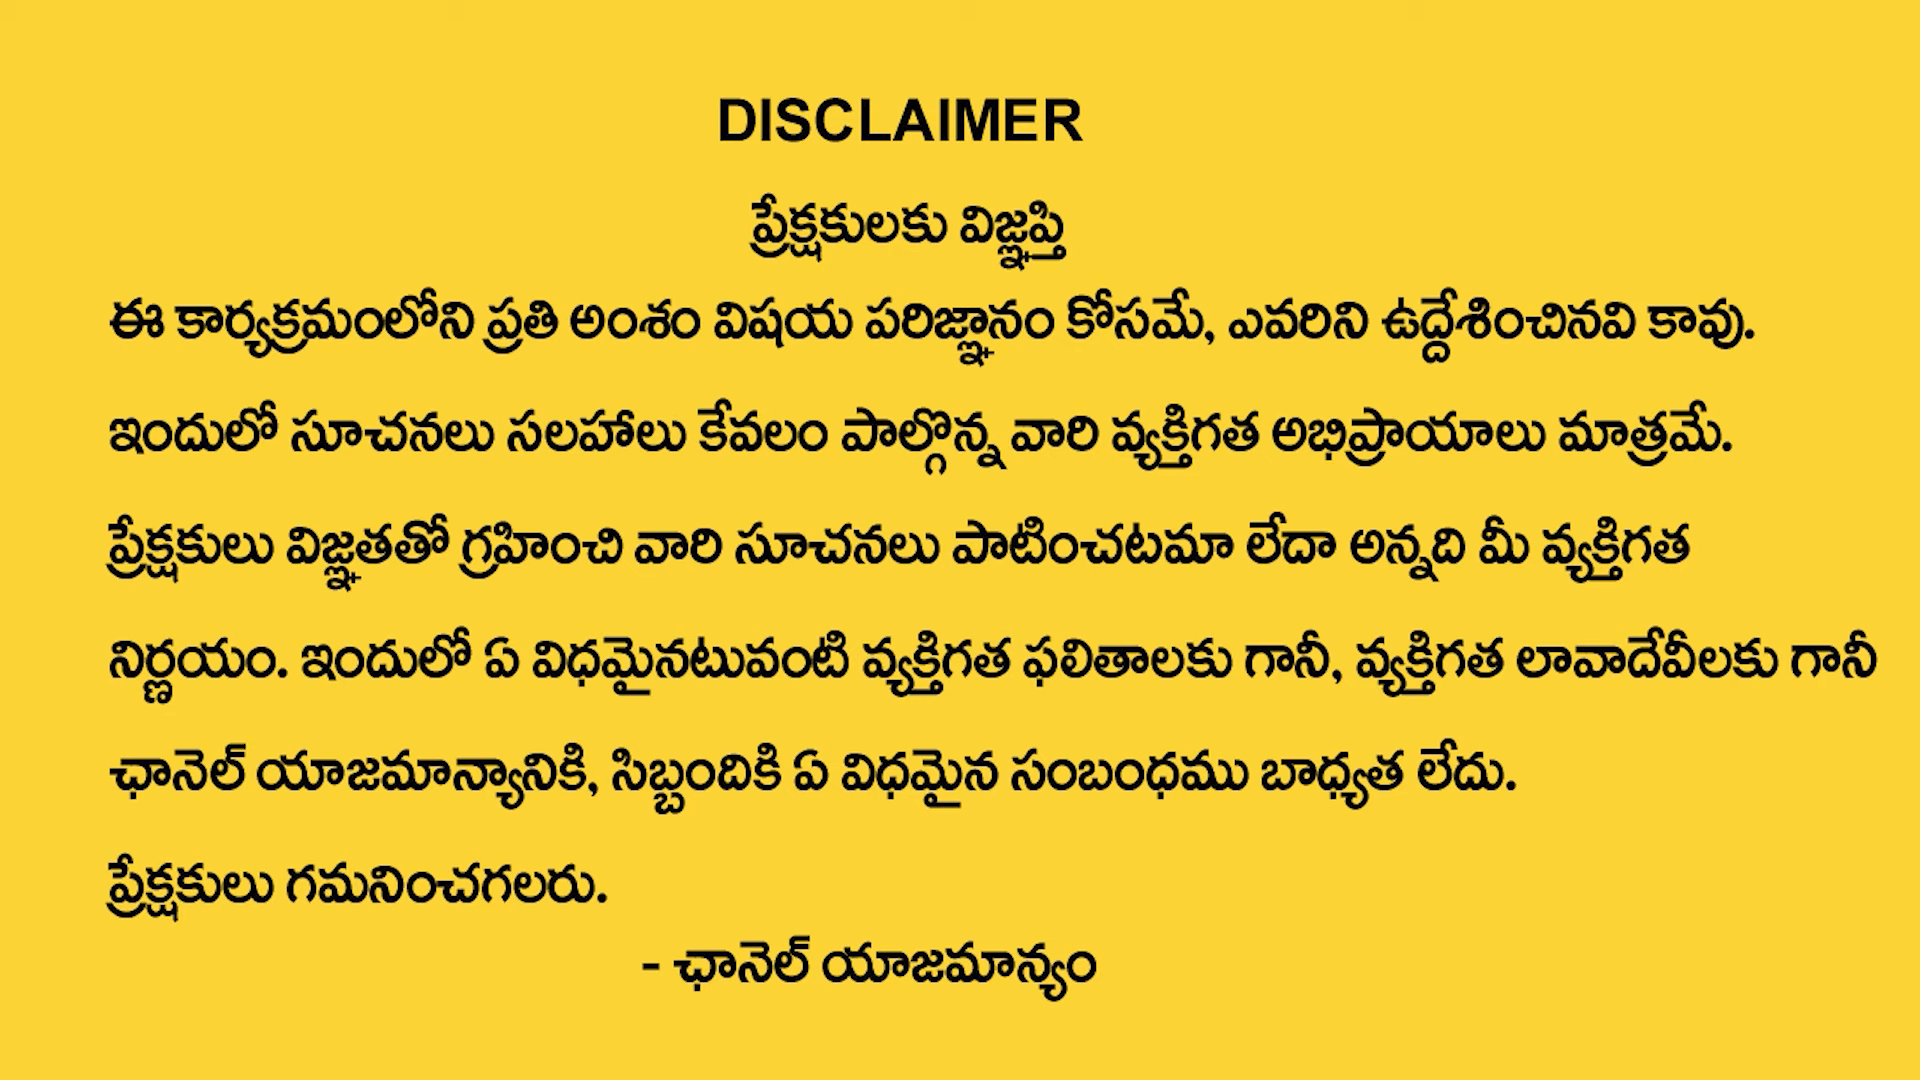 DISCLAIMER
ప్రేక్షకులకు విజ్ఞప్తి
ఈ కార్యక్రమంలోని ప్రతి అంశం విషయ పరిజ్ఞానం కోసమే, ఎవరిని ఉద్దేశించినవి కావు.
ఇందులో సూచనలు సలహాలు కేవలం పాల్గొన్న వారి వ్యక్తిగత అభిప్రాయాలు మాత్రమే.
ప్రేక్షకులు విజ్ఞతతో గ్రహించి వారి సూచనలు పాటించటమా లేదా అన్నది మీ వ్యక్తిగత
నిర్ణయం. ఇందులో ఏ విధమైనటువంటి వ్యక్తిగత ఫలితాలకు గానీ, వ్యక్తిగత లావాదేవీలకు గానీ
ఛానెల్ యాజమాన్యానికి, సిబ్బందికి ఏ విధమైన సంబంధము బాధ్యత లేదు.
ప్రేక్షకులు గమనించగలరు.
- ఛానెల్ యాజమాన్యం